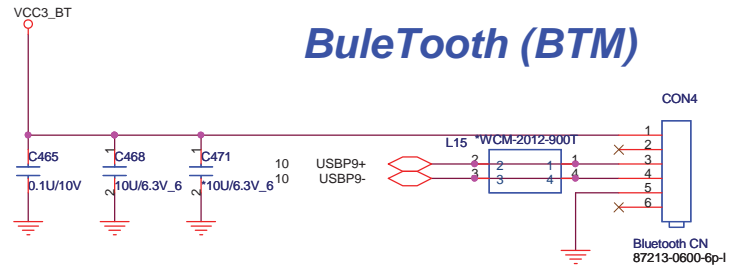 VCC3_BT
BuleTooth (BTM)
CON4
L15 *WCM-2012-900T
C465
0.1U/10V
1
C468
10U/6.3V_6
2
1
C471
*10U/6.3V_6
2
10 USBP9+
10 USBP9-
2 2 1 1
3 3 4 4
1
2
3
4
5
6
Bluetooth CN
87213-0600-6p-l